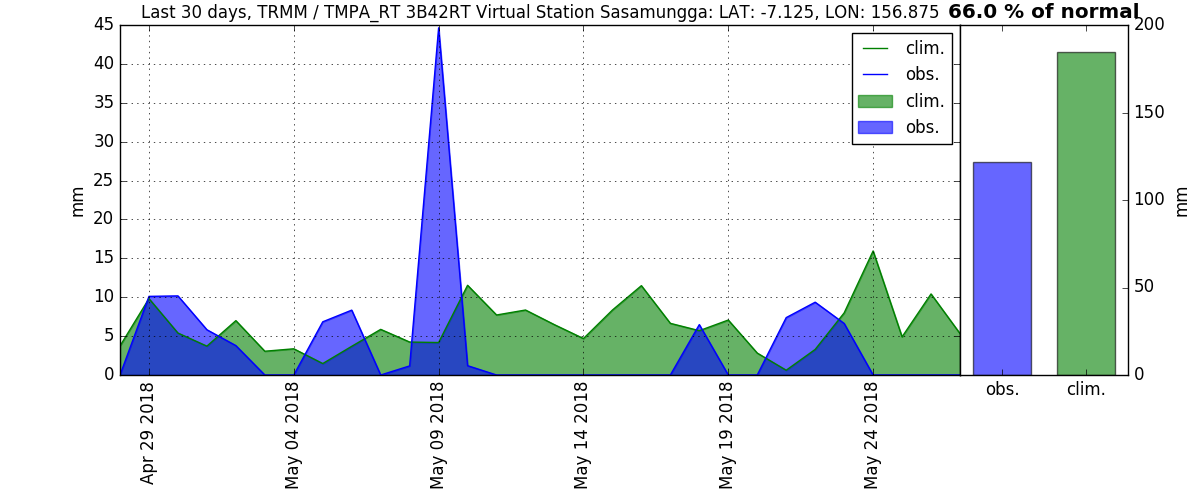 Last 30 days, TRMM / TMPA_RT 3B42RT Virtual Station Sasamungga: LAT: -7.125, LON: 156.875 66.0 % of normal
45
40
35
30
25
20
15
10
5
0
mm
clim.
obs.
clim.
obs.
Apr 29 2018
May 04 2018
May 09 2018
May 14 2018
May 19 2018
May 24 2018
200
150
100
50
0
mm
obs.
clim.